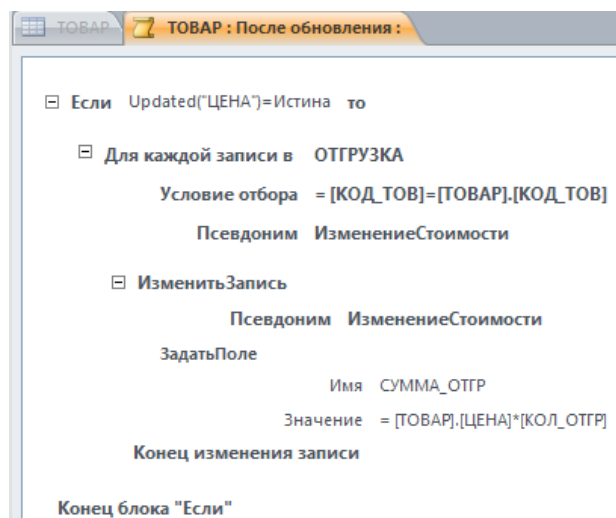 ТОВАР ТОВАР : После обновления :
Если Updated("ЦЕНА")=Истина то
Для каждой записи в ОТГРУЗКА
Условие отбора = [КОД_ТОВ]=[ТОВАР].[КОД_ТОВ]
Псевдоним ИзменениеСтоимости
ИзменитьЗапись
Псевдоним ИзменениеСтоимости
ЗадатьПоле
Имя СУММА_ОТГР
Значение = [ТОВАР].[ЦЕНА]*[КОЛ_ОТГР]
Конец изменения записи
Конец блока "Если"